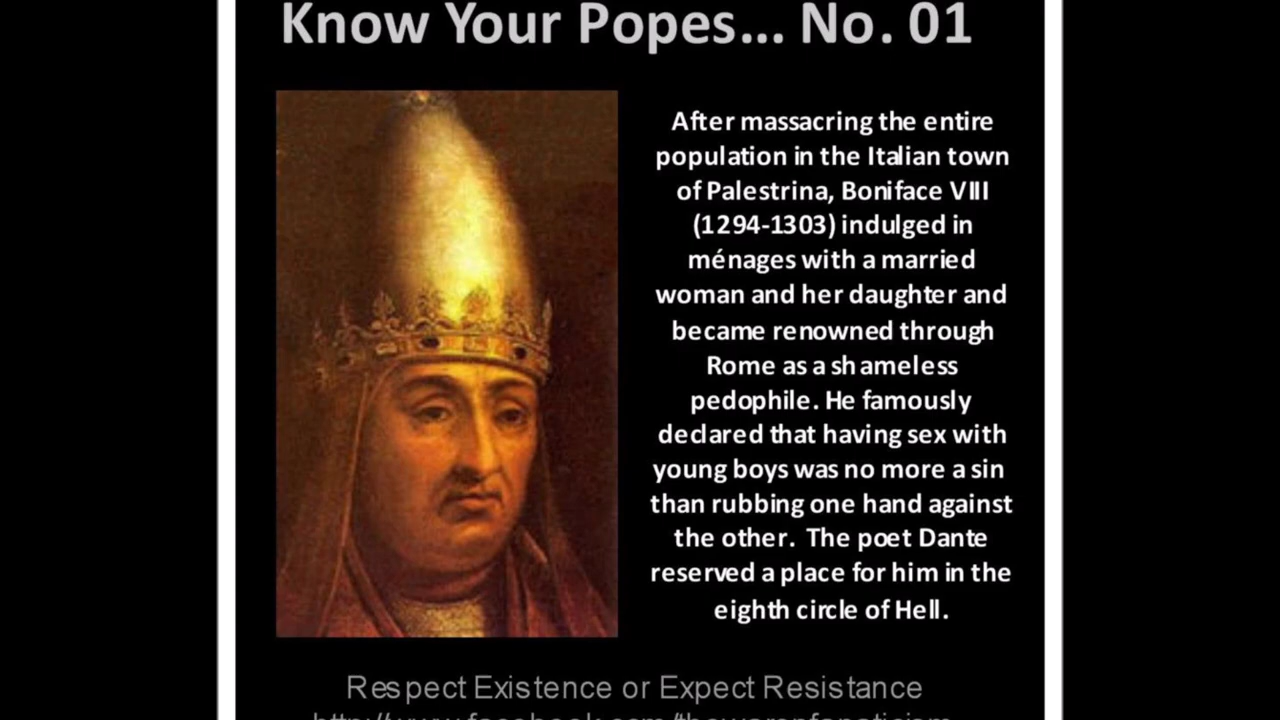 Know Your Popes... No. 01
After massacring the entire
population in the Italian town
of Palestrina, Boniface VIII
(1294-1303) indulged in
ménages with a married
woman and her daughter and
became renowned through
Rome as a shameless
pedophile. He famously
declared that having sex with
young boys was no more a sin
than rubbing one hand against
the other. The poet Dante
reserved a place for him in the
eighth circle of Hell.
Respect Existence or Expect Resistance